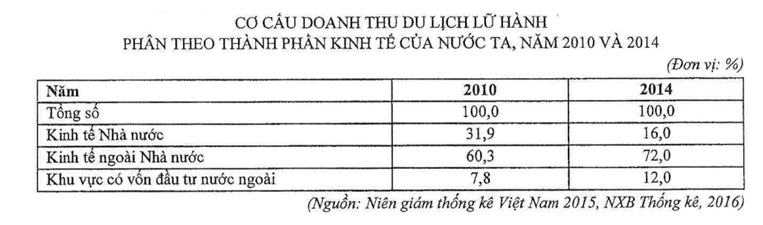 CƠ CẤU DOANH THU DU LỊCH LỮ HÀNH
PHÂN THEO THÀNH PHẦN KINH TẾ CỦA NƯỚC TA, NĂM 2010 VÀ 2014
(Đơn vị: %)
Năm 2010 2014
Tổng số 100,0 100,0
Kinh tế Nhà nước 31,9 16,0
Kinh tế ngoài Nhà nước 60,3 72,0
Khu vực có vốn đầu tư nước ngoài 7,8 12,0
(Nguồn: Niên giám thống kê Việt Nam 2015, NXB Thống kê, 2016)